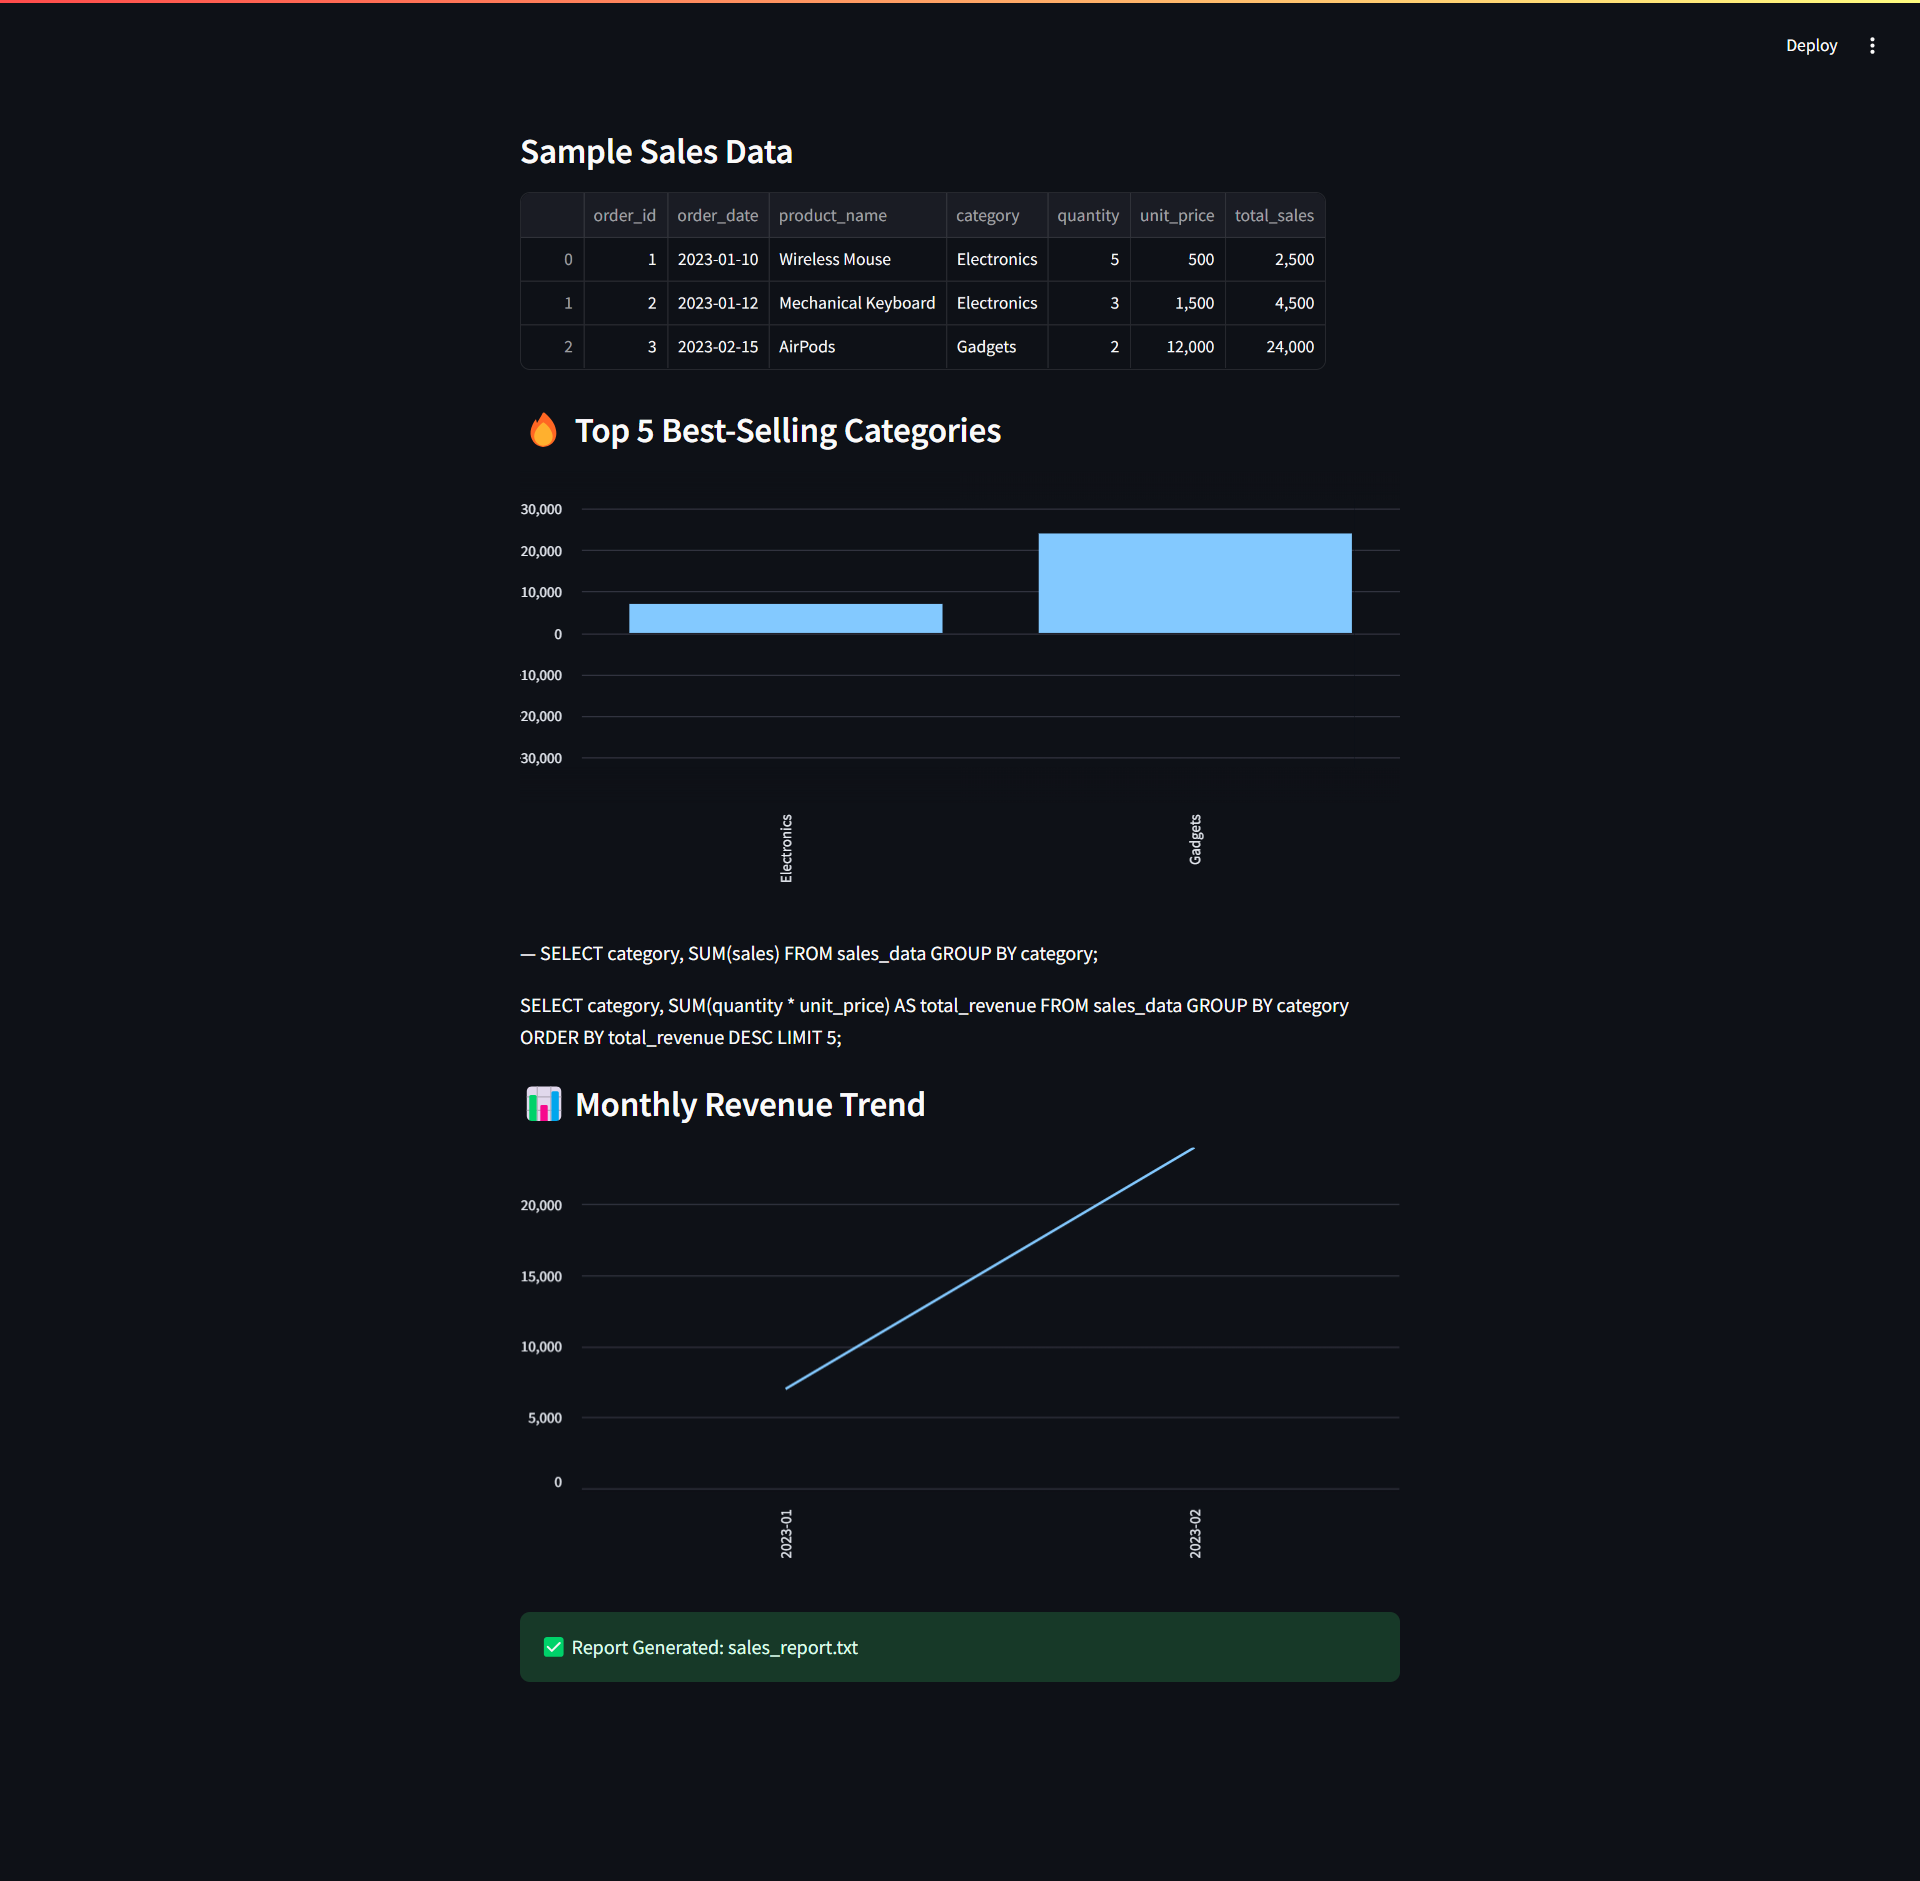 Deploy
Sample Sales Data
order_id order_date product_name category quantity unit_price total_sales
0 1 2023-01-10 Wireless Mouse Electronics 5 500 2,500
1 2 2023-01-12 Mechanical Keyboard Electronics 3 1,500 4,500
2 3 2023-02-15 AirPods Gadgets 2 12,000 24,000
🔥 Top 5 Best-Selling Categories
30,000
20,000
10,000
0
-10,000
-20,000
-30,000
Electronics Gadgets
— SELECT category, SUM(sales) FROM sales_data GROUP BY category;
SELECT category, SUM(quantity * unit_price) AS total_revenue FROM sales_data GROUP BY category
ORDER BY total_revenue DESC LIMIT 5;
📊 Monthly Revenue Trend
20,000
15,000
10,000
5,000
0
2023-01 2023-02
✅ Report Generated: sales_report.txt